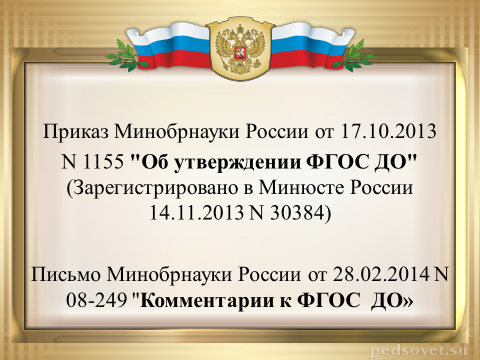 Приказ Минобрнауки России от 17.10.2013
N 1155 "Об утверждении ФГОС ДО"
(Зарегистрировано в Минюсте России
14.11.2013 N 30384)
Письмо Минобрнауки России от 28.02.2014 N
08-249 "Комментарии к ФГОС ДО»
pedsovet.su